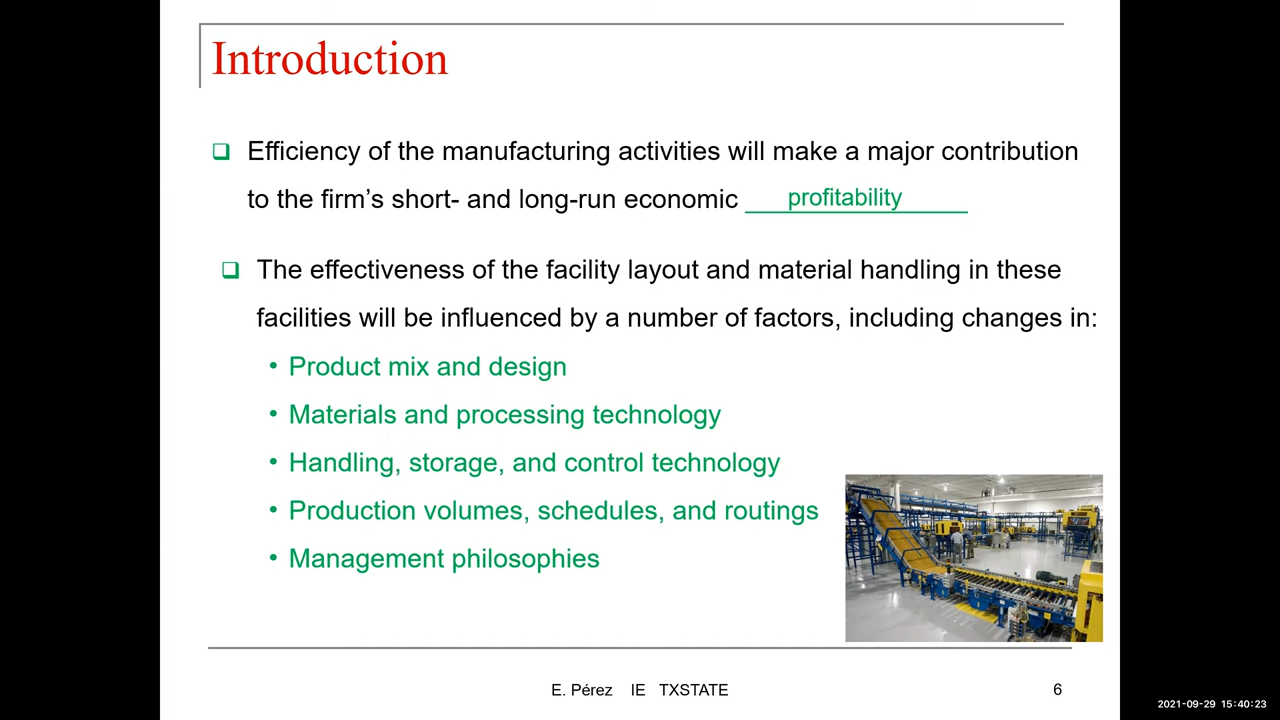 Introduction
❑ Efficiency of the manufacturing activities will make a major contribution
to the firm’s short- and long-run economic profitability
❑ The effectiveness of the facility layout and material handling in these
facilities will be influenced by a number of factors, including changes in:
• Product mix and design
• Materials and processing technology
• Handling, storage, and control technology
• Production volumes, schedules, and routings
• Management philosophies
E. Pérez IE TXSTATE 6
2021-09-29 15:40:23